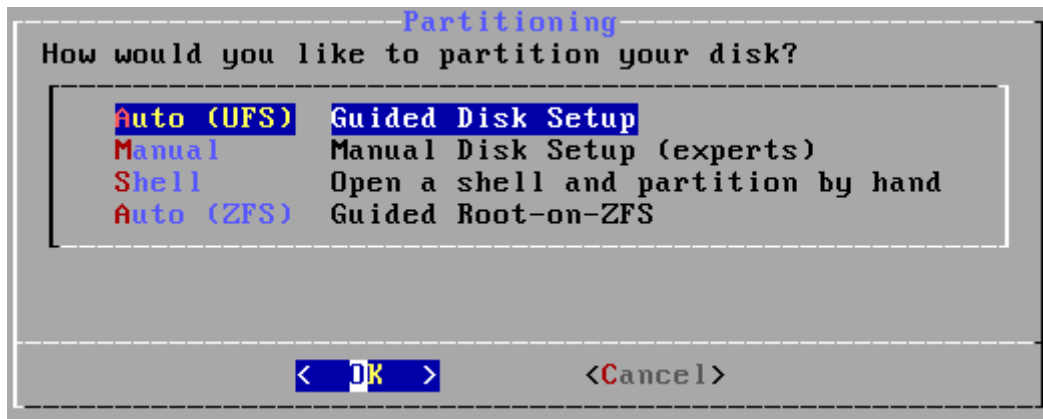 Partitioning
How would you like to partition your disk?
Auto (UFS) Guided Disk Setup
Manual Manual Disk Setup (experts)
Shell Open a shell and partition by hand
Auto (ZFS) Guided Root-on-ZFS
< OK > <Cancel>